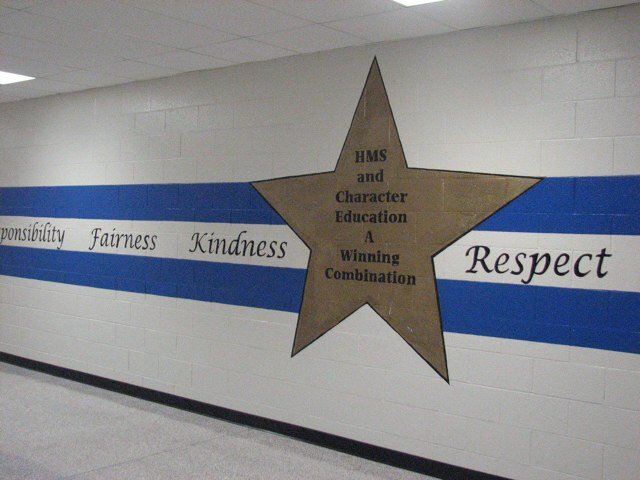 ponsibility Fairness Kindness Respect
HMS
and
Character
Education
A
Winning
Combination